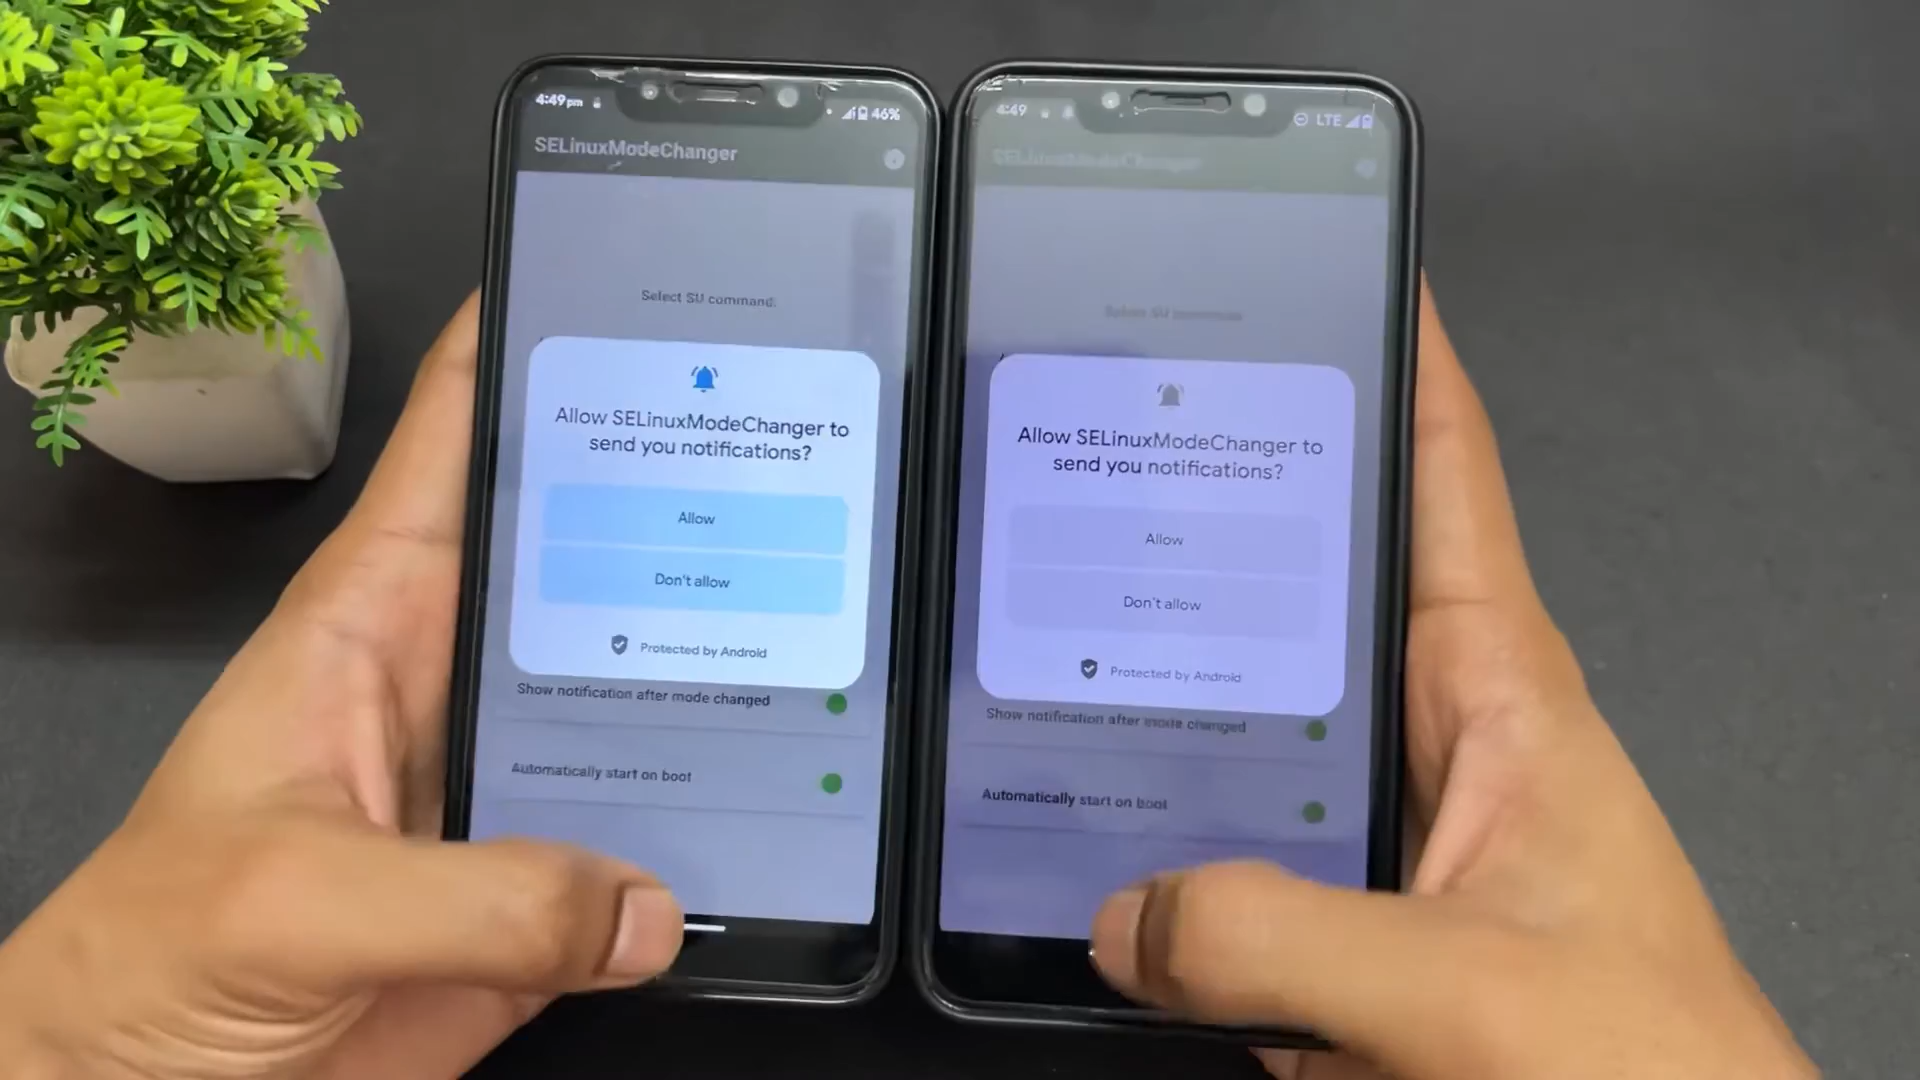 4:49pm
46%
SELinuxModeChanger
Select SU command.
Allow SELinuxModeChanger to
send you notifications?
Allow
Don't allow
Protected by Android
Show notification after mode changed
Automatically start on boot
4:49
LTE
SELinuxModeChanger
Select SU command.
Allow SELinuxModeChanger to
send you notifications?
Allow
Don't allow
Protected by Android
Show notification after mode changed
Automatically start on boot